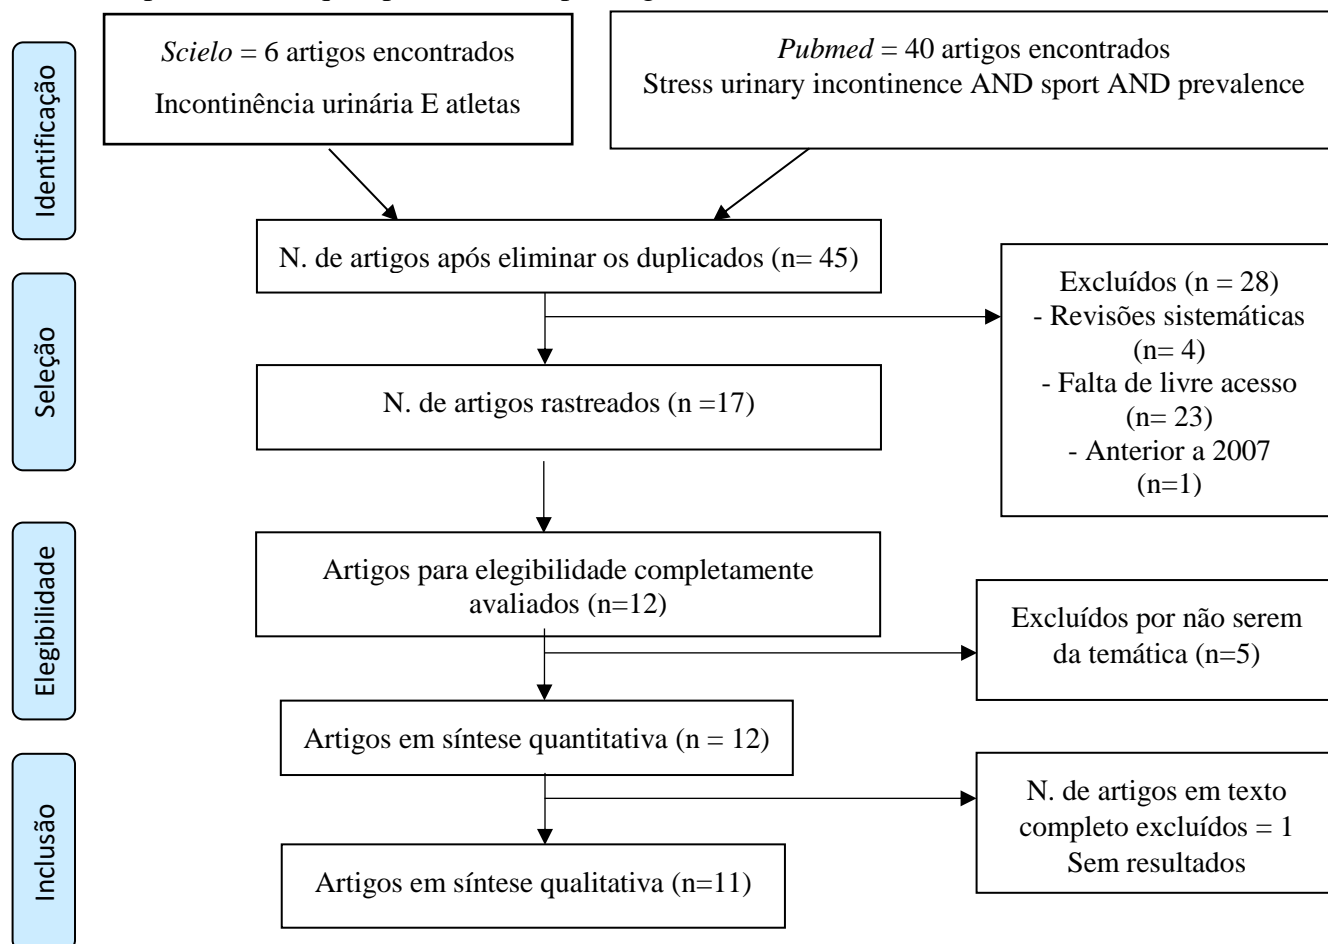 Identificação
Scielo = 6 artigos encontrados
Incontinência urinária E atletas
Pubmed = 40 artigos encontrados
Stress urinary incontinence AND sport AND prevalence
N. de artigos após eliminar os duplicados (n= 45)
Seleção
Excluídos (n = 28)
- Revisões sistemáticas
(n= 4)
- Falta de livre acesso
(n= 23)
- Anterior a 2007
(n=1)
N. de artigos rastreados (n =17)
Elegibilidade
Artigos para elegibilidade completamente
avaliados (n=12)
Excluídos por não serem
da temática (n=5)
Artigos em síntese quantitativa (n = 12)
Inclusão
N. de artigos em texto
completo excluídos = 1
Sem resultados
Artigos em síntese qualitativa (n=11)